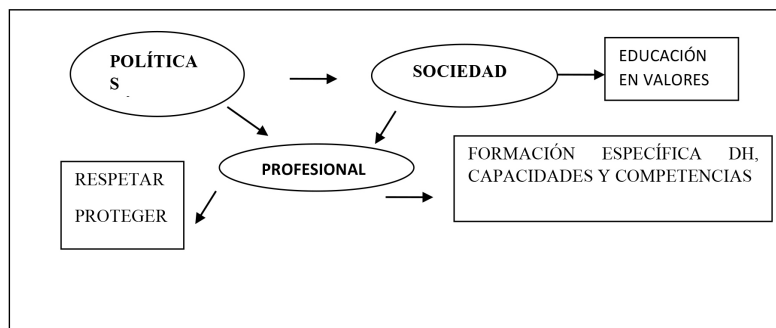 POLÍTICA
S
SOCIEDAD
EDUCACIÓN
EN VALORES
PROFESIONAL
FORMACIÓN ESPECÍFICA DH,
CAPACIDADES Y COMPETENCIAS
RESPETAR
PROTEGER